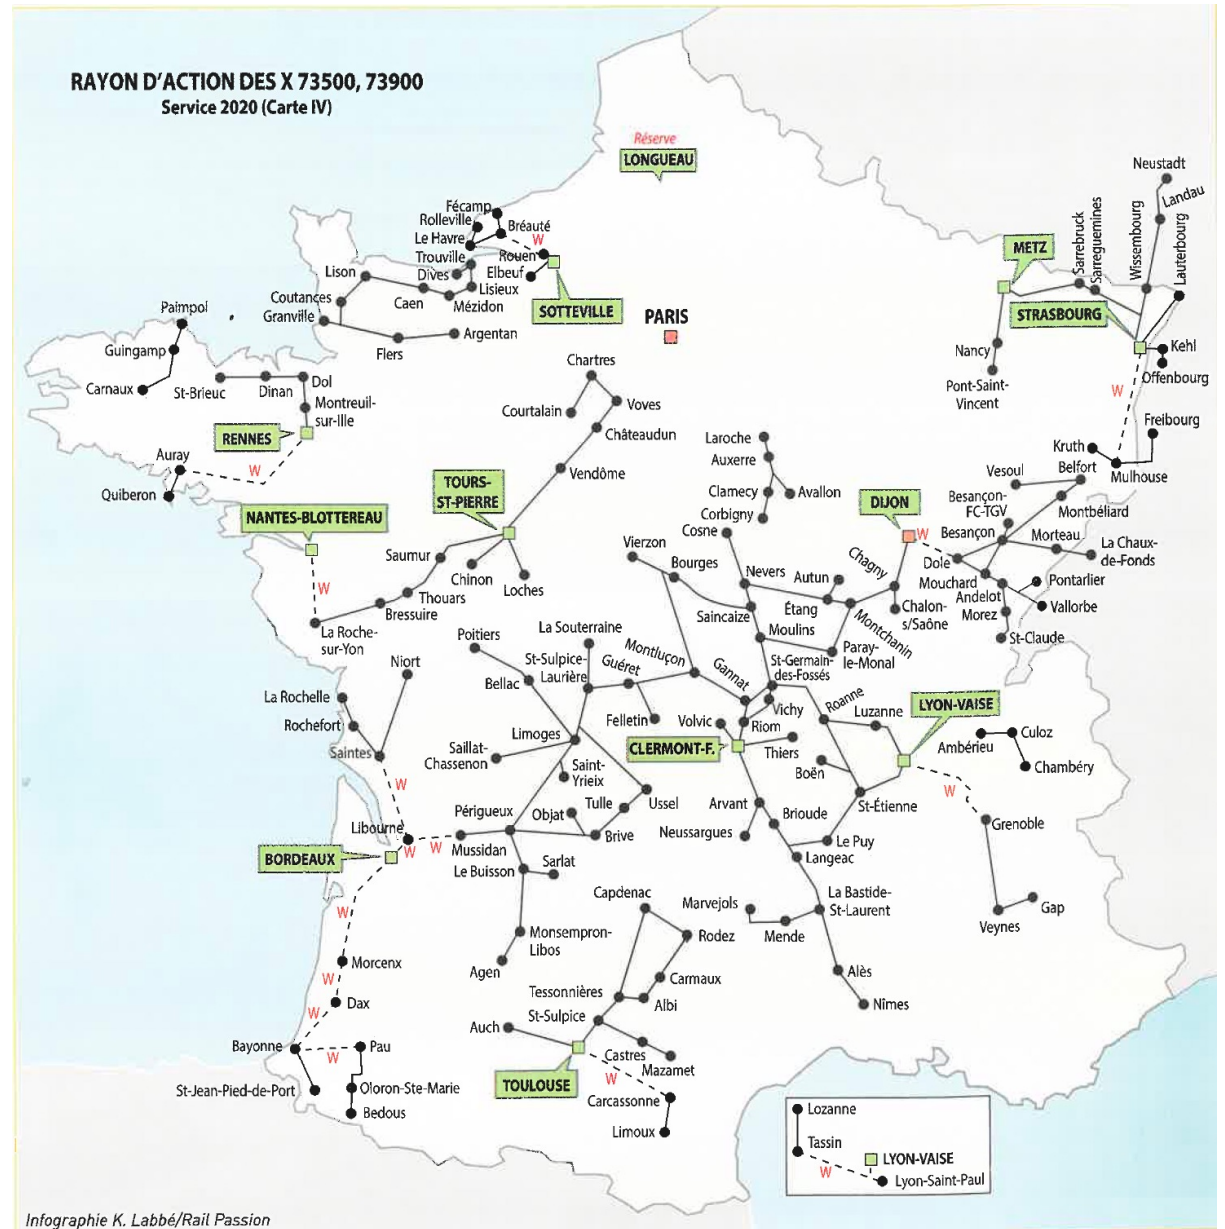 RAYON D'ACTION DES X 73500, 73900
Service 2020 (Carte IV)
Réserve
LONGUEAU
Neustadt
Landau
Fécamp
Rolleville
Bréauté
Le Havre
W
Rouen
Trouville
Dives
Elbeuf
Lisieux
Lison
Caen
Mézidon
SOTTEVILLE
Coutances
Granville
Argentan
Flers
PARIS
METZ
Sarrebruck
Sarreguemines
Wissembourg
Lauterbourg
STRASBOURG
Kehl
Offenbourg
Nancy
Pont-Saint-
Vincent
W
Freibourg
Kruth
Mulhouse
Paimpol
Guingamp
Carnaux
St-Brieuc
Dinan
Dol
Montreuil-
sur-Ille
RENNES
Auray
W
Quiberon
Chartres
Courtalain
Voves
Châteaudun
Vendôme
TOURS-
ST-PIERRE
NANTES-BLOTTEREAU
Saumur
Chinon
Loches
W
Thouars
Bressuire
La Roche-
sur-Yon
Laroche
Auxerre
Clamecy
Avallon
Corbigny
Cosne
DIJON
W
Vesoul
Belfort
Besançon-
FC-TGV
Montbéliard
Besançon
Morteau
La Chaux-
de-Fonds
Dole
Mouchard
Andelot
Pontarlier
Morez
Vallorbe
St-Claude
Vierzon
Bourges
Nevers
Autun
Chagny
Étang
Chalon-
s/Saône
Saincaize
Montchanin
Moulins
Paray-
le-Monal
Poitiers
La Souterraine
Bellac
St-Sulpice-
Laurière
Guéret
Montluçon
Gannat
St-Germain-
des-Fossés
Niort
La Rochelle
Rochefort
Saintes
W
Felletin
Volvic
Riom
Vichy
Roanne
Luzanne
LYON-VAISE
CLERMONT-F.
Thiers
Boën
St-Étienne
Ambérieu
Culoz
Chambéry
W
Grenoble
Veynes
Gap
Limoges
Saillat-
Chassenon
Saint-
Yrieix
Périgueux
Objat
Tulle
Ussel
Brive
Arvant
Neussargues
Brioude
Le Puy
Langeac
Libourne
W
W
Mussidan
BORDEAUX
Le Buisson
Sarlat
Capdenac
Marvejols
La Bastide-
St-Laurent
Mende
W
Monsempron-
Libos
Agen
Rodez
Carmaux
Albi
Alès
Nîmes
Morcenx
W
Dax
W
Tessonnières
St-Sulpice
Auch
Castres
Mazamet
TOULOUSE
W
Carcassonne
Limoux
Bayonne
W
Pau
St-Jean-Pied-de-Port
Oloron-Ste-Marie
Bedous
Lozanne
Tassin
LYON-VAISE
W
Lyon-Saint-Paul
Infographie K. Labbé/Rail Passion